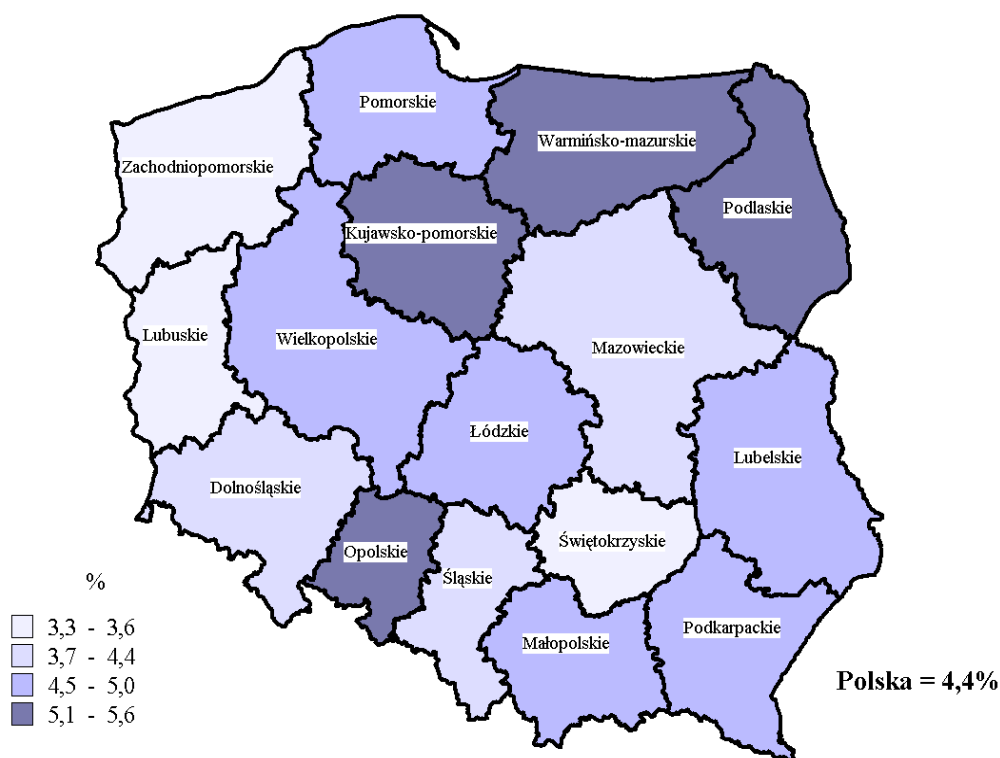 Pomorskie
Warmińsko-mazurskie
Zachodniopomorskie
Podlaskie
Kujawsko-pomorskie
Lubuskie
Wielkopolskie
Mazowieckie
Łódzkie
Lubelskie
Dolnośląskie
Świętokrzyskie
Opolskie
Śląskie
%
Podkarpackie
Małopolskie
3,3 - 3,6
3,7 - 4,4
4,5 - 5,0
5,1 - 5,6
Polska = 4,4%